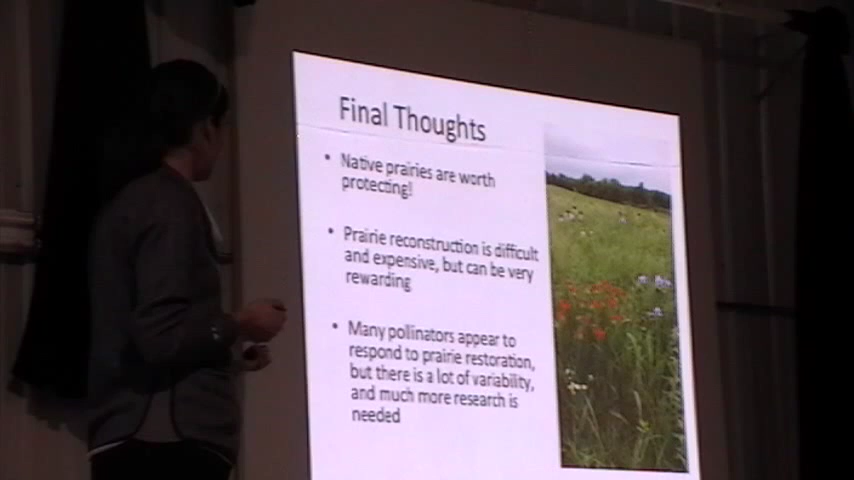 Final Thoughts
• Native prairies are worth
protecting!
• Prairie reconstruction is difficult
and expensive, but can be very
rewarding
• Many pollinators appear to
respond to prairie restoration,
but there is a lot of variability,
and much more research is
needed